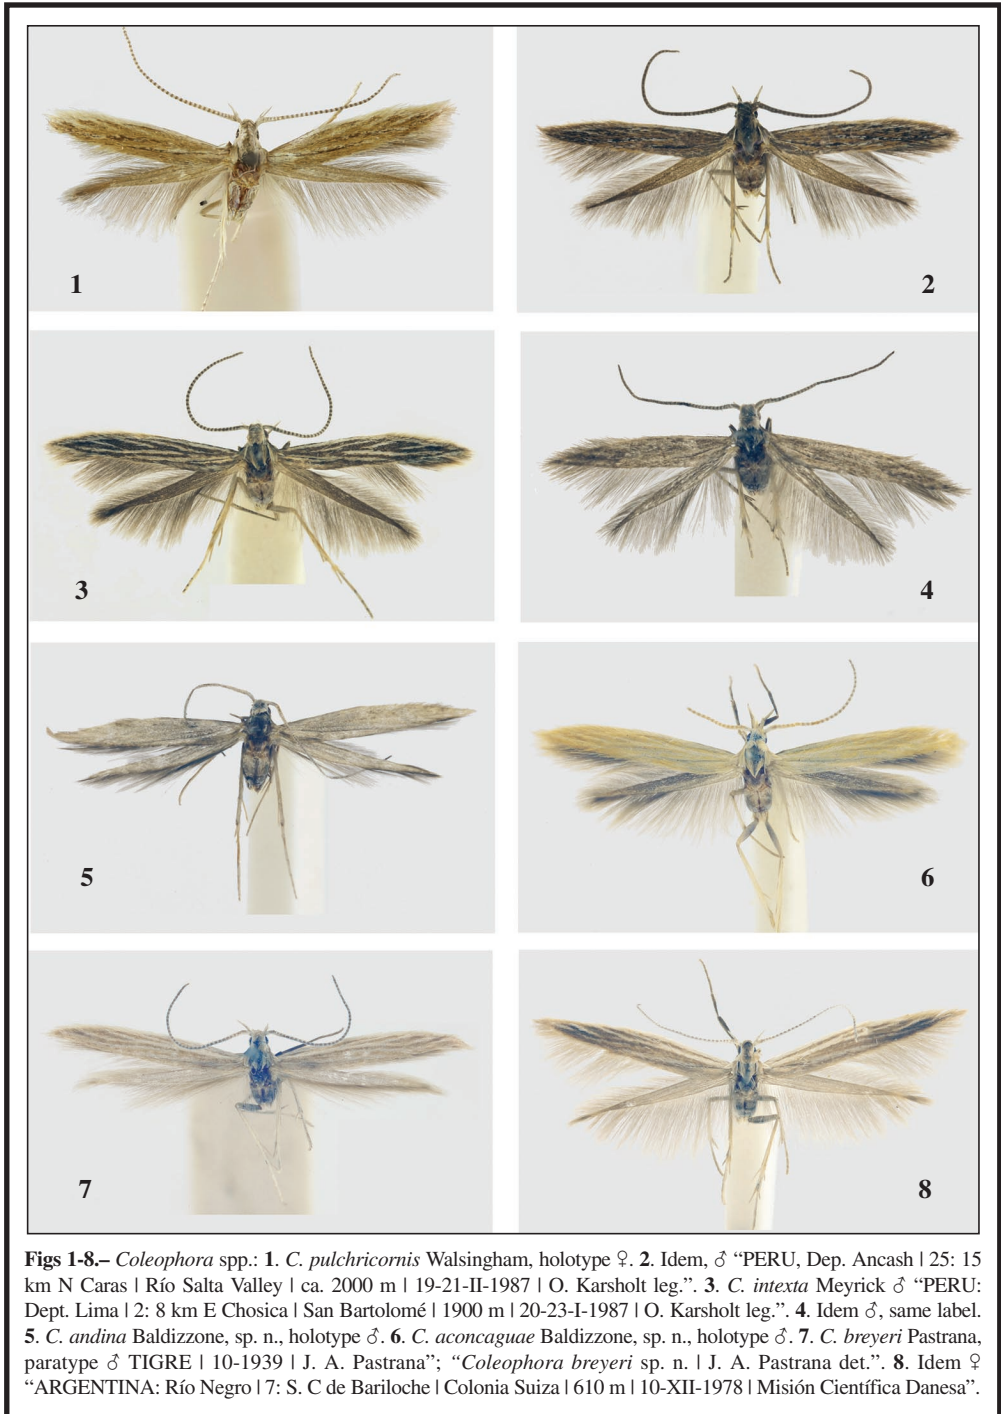 1
2
3
4
5
6
7
8
Figs 1-8.– Coleophora spp.: 1. C. pulchricornis Walsingham, holotype ♀. 2. Idem, ♂ “PERU, Dep. Ancash | 25: 15
km N Caras | Río Salta Valley | ca. 2000 m | 19-21-II-1987 | O. Karsholt leg.”. 3. C. intexta Meyrick ♂ “PERU:
Dept. Lima | 2: 8 km E Chosica | San Bartolomé | 1900 m | 20-23-I-1987 | O. Karsholt leg.”. 4. Idem ♂, same label.
5. C. andina Baldizzone, sp. n., holotype ♂. 6. C. aconcaguae Baldizzone, sp. n., holotype ♂. 7. C. breyeri Pastrana,
paratype ♂ TIGRE | 10-1939 | J. A. Pastrana”; “Coleophora breyeri sp. n. | J. A. Pastrana det.”. 8. Idem ♀
“ARGENTINA: Río Negro | 7: S. C de Bariloche | Colonia Suiza | 610 m | 10-XII-1978 | Misión Científica Danesa”.